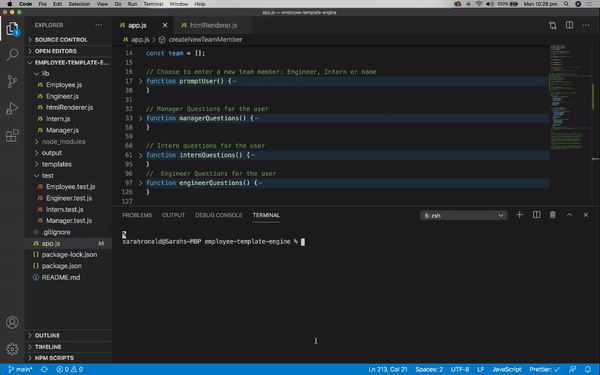 Code File Edit Selection View Go Run Terminal Window Help 100% Mon 10:28 pm
app.js — employee-template-engine
EXPLORER
SOURCE CONTROL
OPEN EDITORS
EMPLOYEE-TEMPLATE-E...
lib
Employee.js
Engineer.js
htmlRenderer.js
Intern.js
Manager.js
node_modules
output
templates
test
Employee.test.js
Engineer.test.js
Intern.test.js
Manager.test.js
.gitignore
app.js M
package-lock.json
package.json
README.md
OUTLINE
TIMELINE
NPM SCRIPTS
app.js htmlRenderer.js
app.js > createNewTeamMember
14 const team = [];
15
16 // Choose to enter a new team member: Engineer, Intern or none
17 function promptUser() {
30 }
31
32 // Manager Questions for the user
33 function managerQuestions() {
58 }
59
60 // Intern questions for the user
61 function internQuestions() {
95
96 // Engineer Questions for the user
97 function engineerQuestions() {
126 }
127
PROBLEMS OUTPUT DEBUG CONSOLE TERMINAL 6: zsh
sarahronald@Sarahs-MBP employee-template-engine %
main* 0 0 Ln 213, Col 21 Spaces: 2 UTF-8 LF JavaScript Prettier: ✓